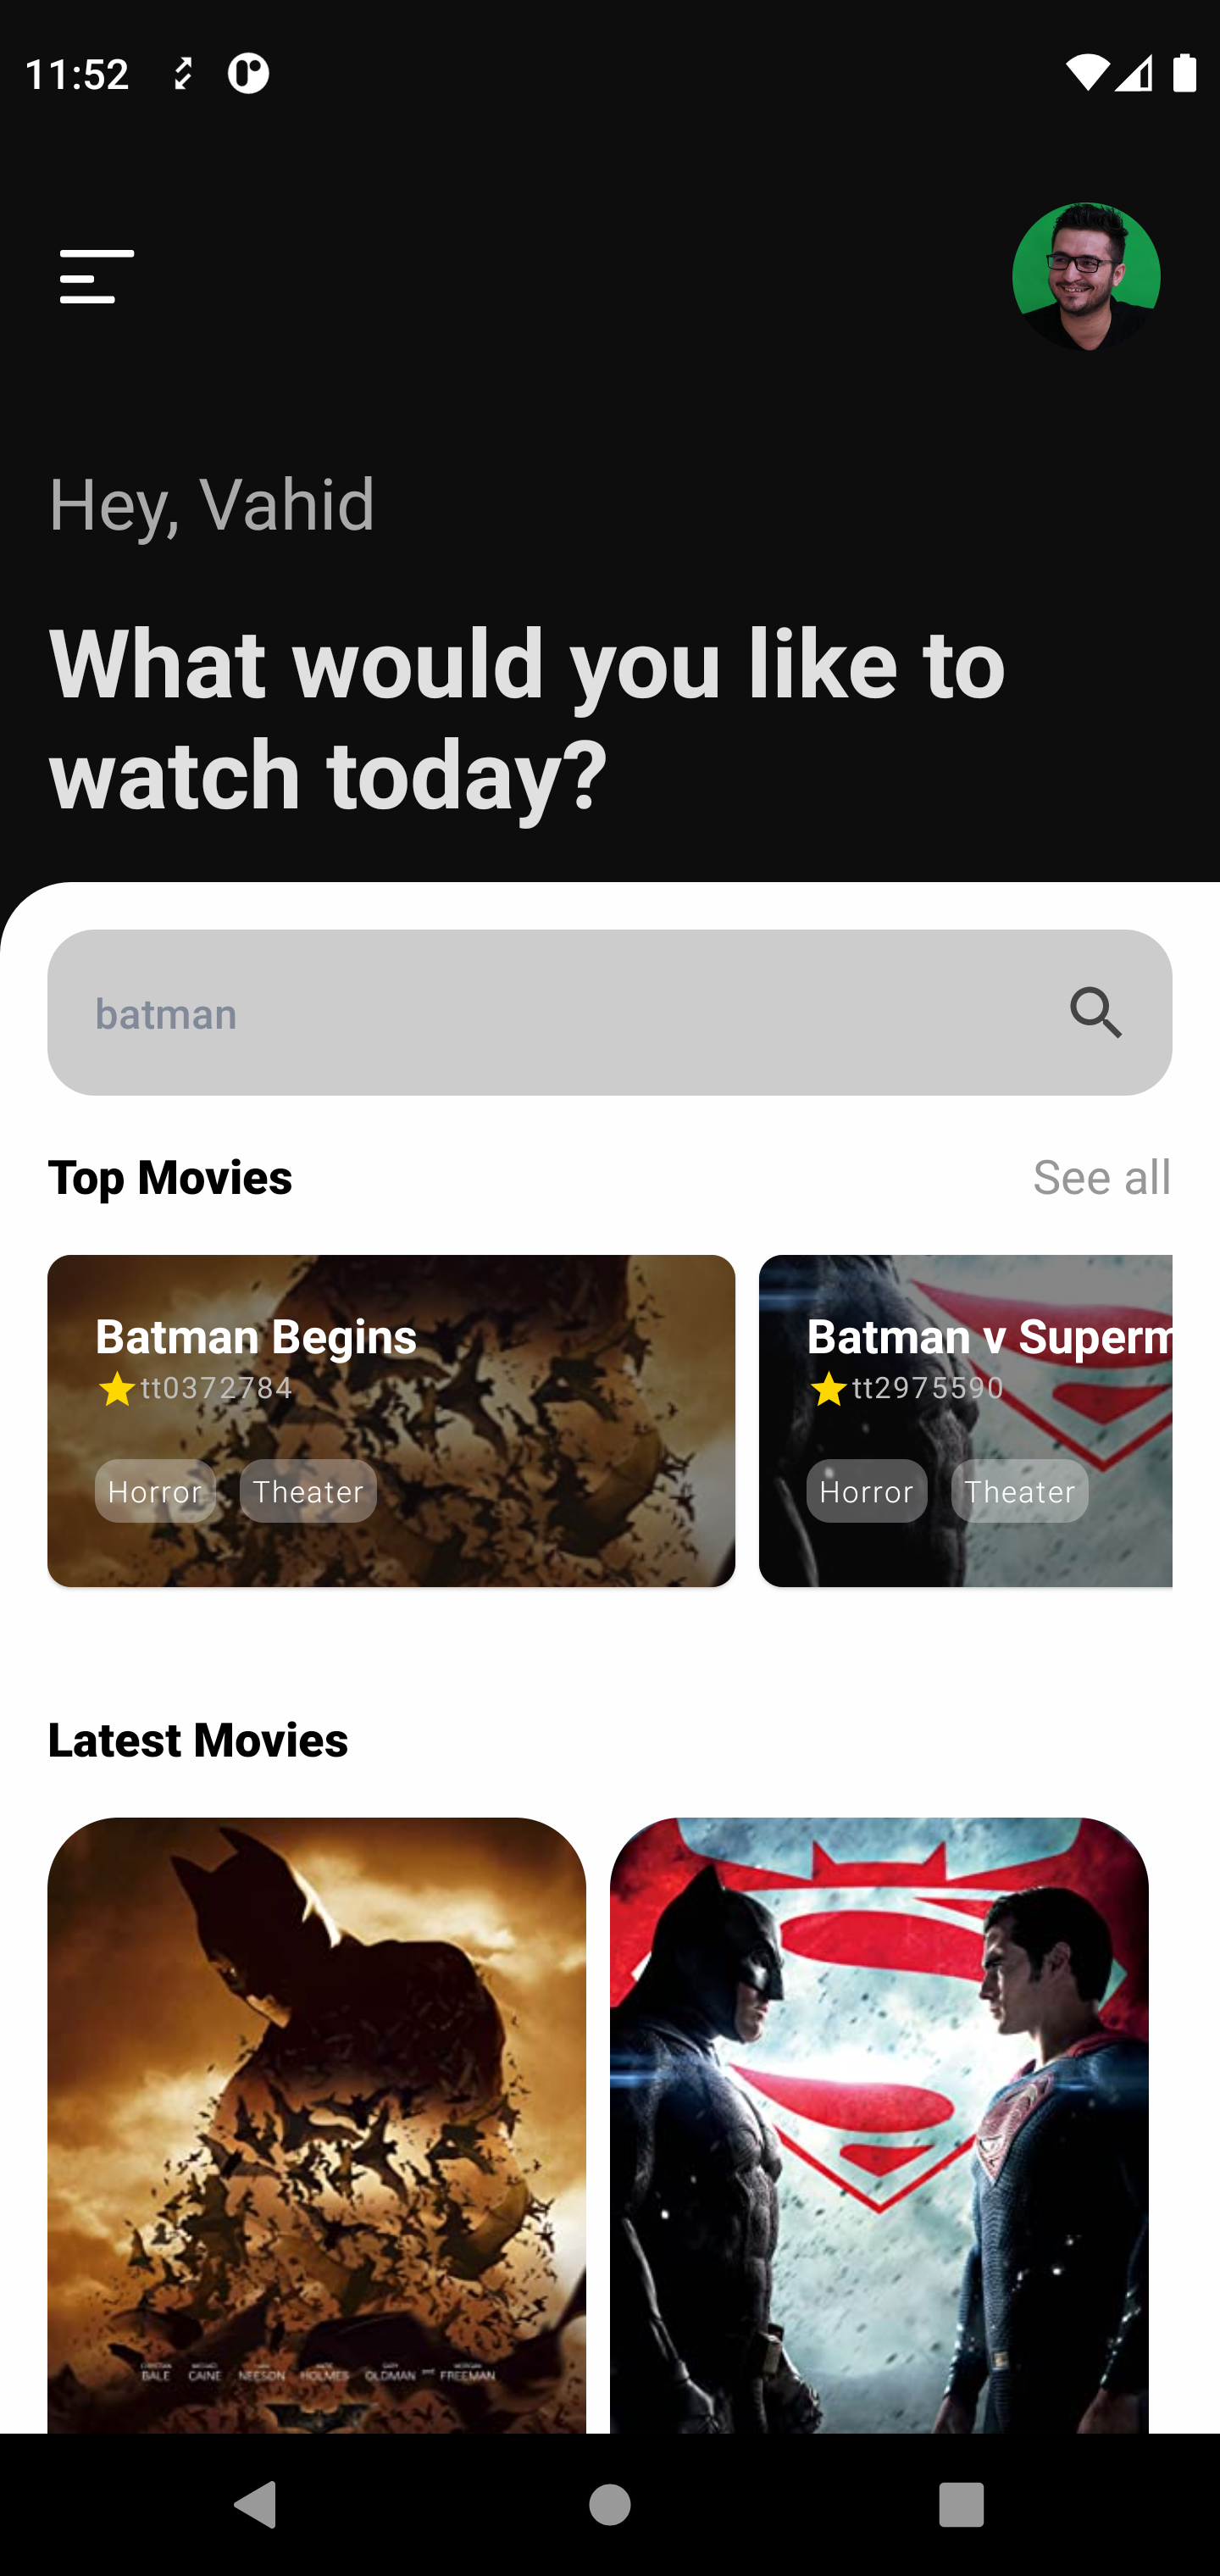 11:52
Hey, Vahid
What would you like to
watch today?
batman
Top Movies
See all
Batman Begins
tt0372784
Horror
Theater
Batman v Superm
tt2975590
Horror
Theater
Latest Movies
BALE CAINE NEESON HOLMES OLDMAN and FREEMAN